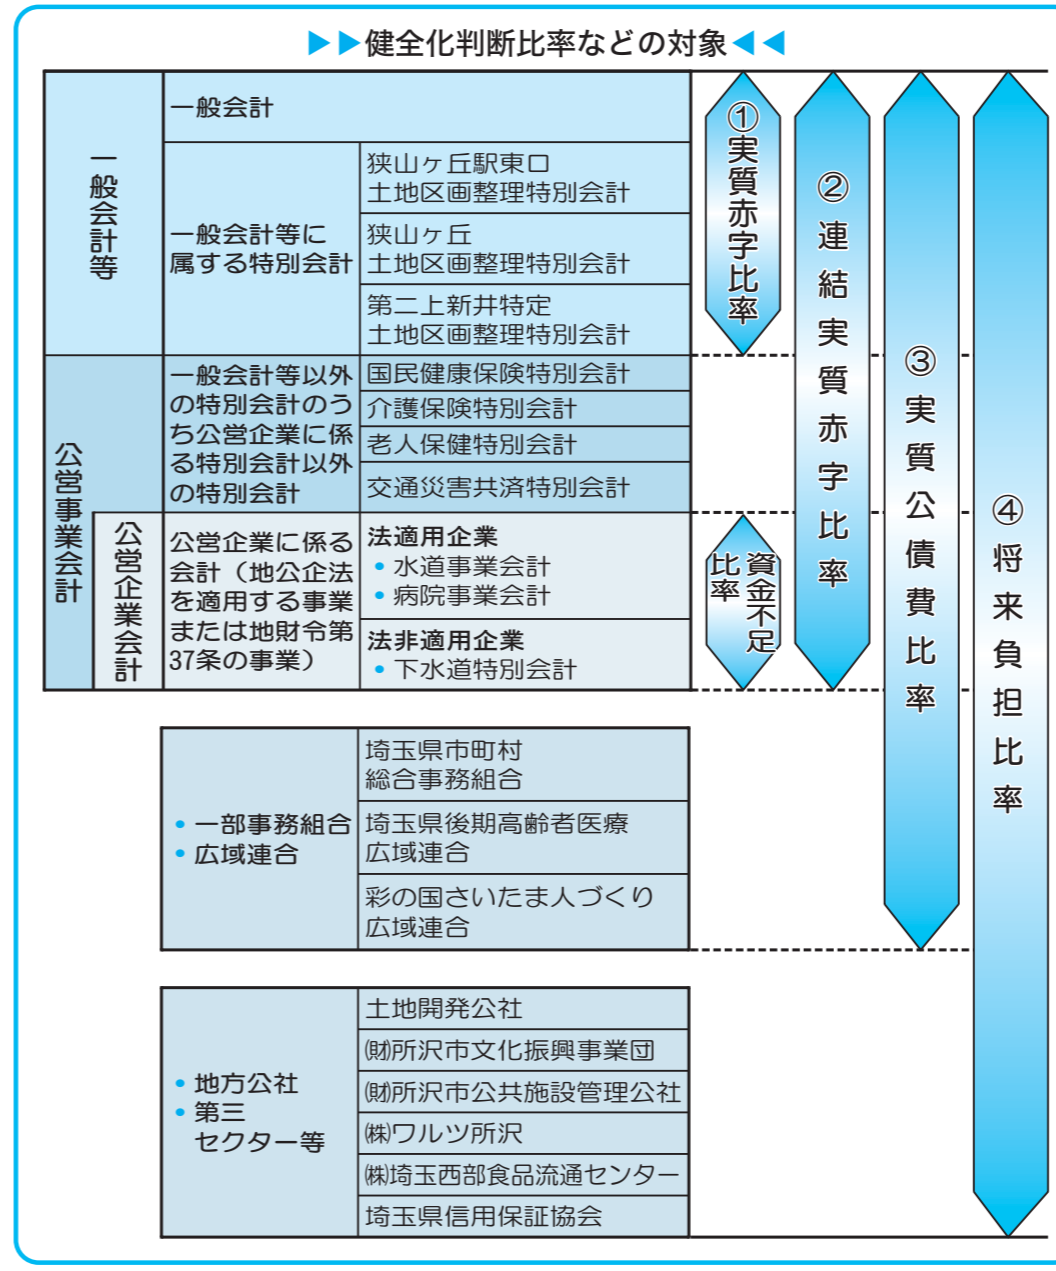 ▶▶健全化判断比率などの対象◀◀
一般会計等
一般会計
一般会計等に
属する特別会計
狭山ヶ丘駅東口
土地区画整理特別会計
狭山ヶ丘
土地区画整理特別会計
第二上新井特定
土地区画整理特別会計
公営事業会計
一般会計等以外
の特別会計のう
ち公営企業に係
る特別会計以外
の特別会計
国民健康保険特別会計
介護保険特別会計
老人保健特別会計
交通災害共済特別会計
公営企業会計
公営企業に係る
会計（地公企法
を適用する事業
または地財令第
37条の事業）
法適用企業
• 水道事業会計
• 病院事業会計
法非適用企業
• 下水道特別会計
• 一部事務組合
• 広域連合
埼玉県市町村
総合事務組合
埼玉県後期高齢者医療
広域連合
彩の国さいたま人づくり
広域連合
• 地方公社
• 第三
セクター等
土地開発公社
㈶所沢市文化振興事業団
㈶所沢市公共施設管理公社
㈱ワルツ所沢
㈱埼玉西部食品流通センター
埼玉県信用保証協会
①実質赤字比率
資金不足
比率
②連結実質赤字比率
③実質公債費比率
④将来負担比率